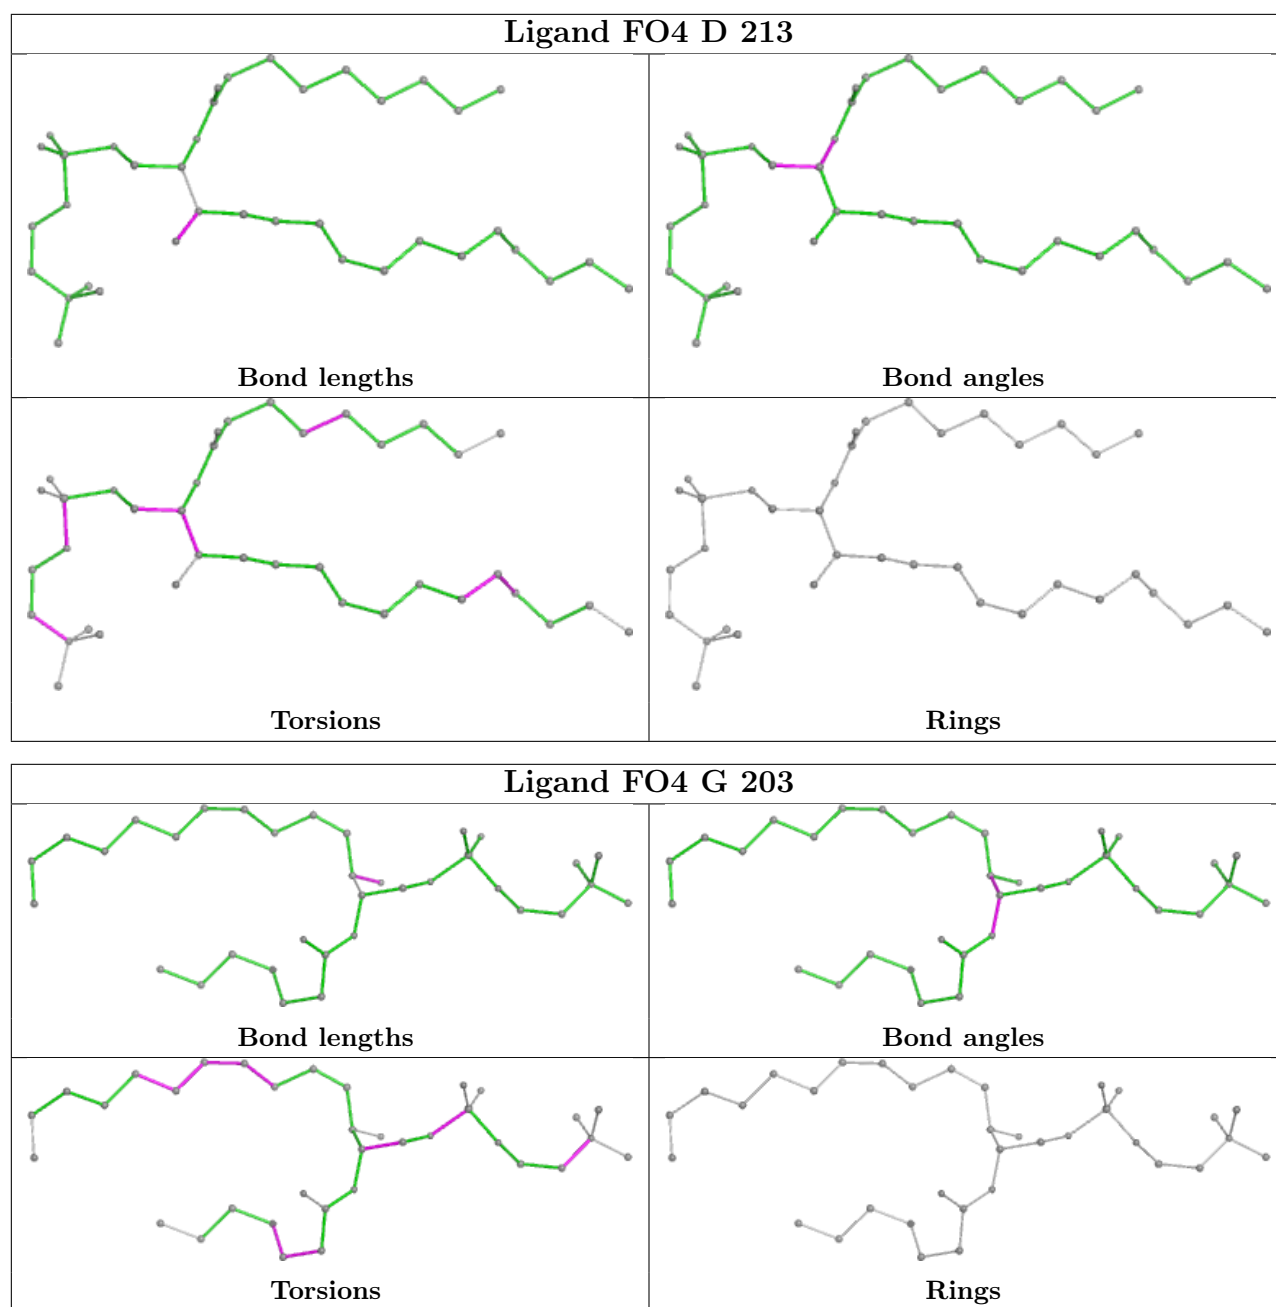 Ligand FO4 D 213
Bond lengths
Bond angles
Torsions
Rings
Ligand FO4 G 203
Bond lengths
Bond angles
Torsions
Rings